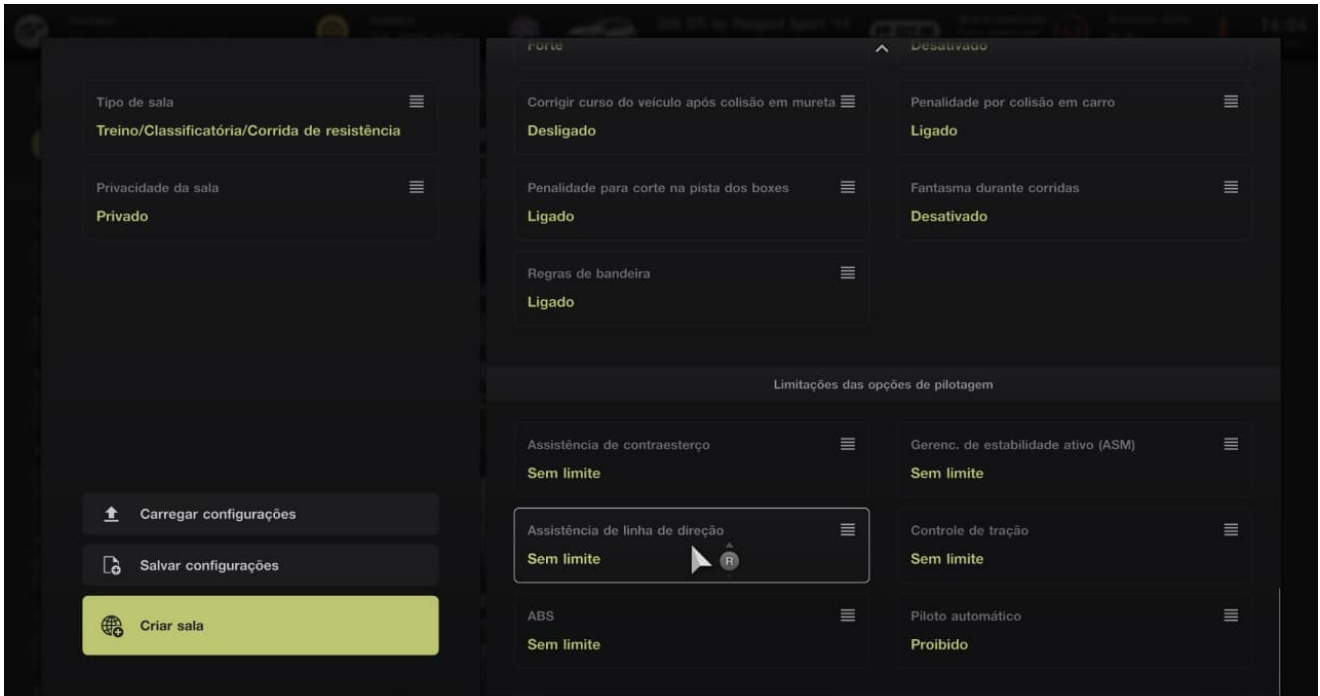 Tipo de sala
Treino/Classificatória/Corrida de resistência
Privacidade da sala
Privado
Carregar configurações
Salvar configurações
Criar sala
Forte
Desativado
Corrigir curso do veículo após colisão em mureta
Desligado
Penalidade por colisão em carro
Ligado
Penalidade para corte na pista dos boxes
Ligado
Fantasma durante corridas
Desativado
Regras de bandeira
Ligado
Limitações das opções de pilotagem
Assistência de contraesterço
Sem limite
Gerenc. de estabilidade ativo (ASM)
Sem limite
Assistência de linha de direção
Sem limite
R
Controle de tração
Sem limite
ABS
Sem limite
Piloto automático
Proibido